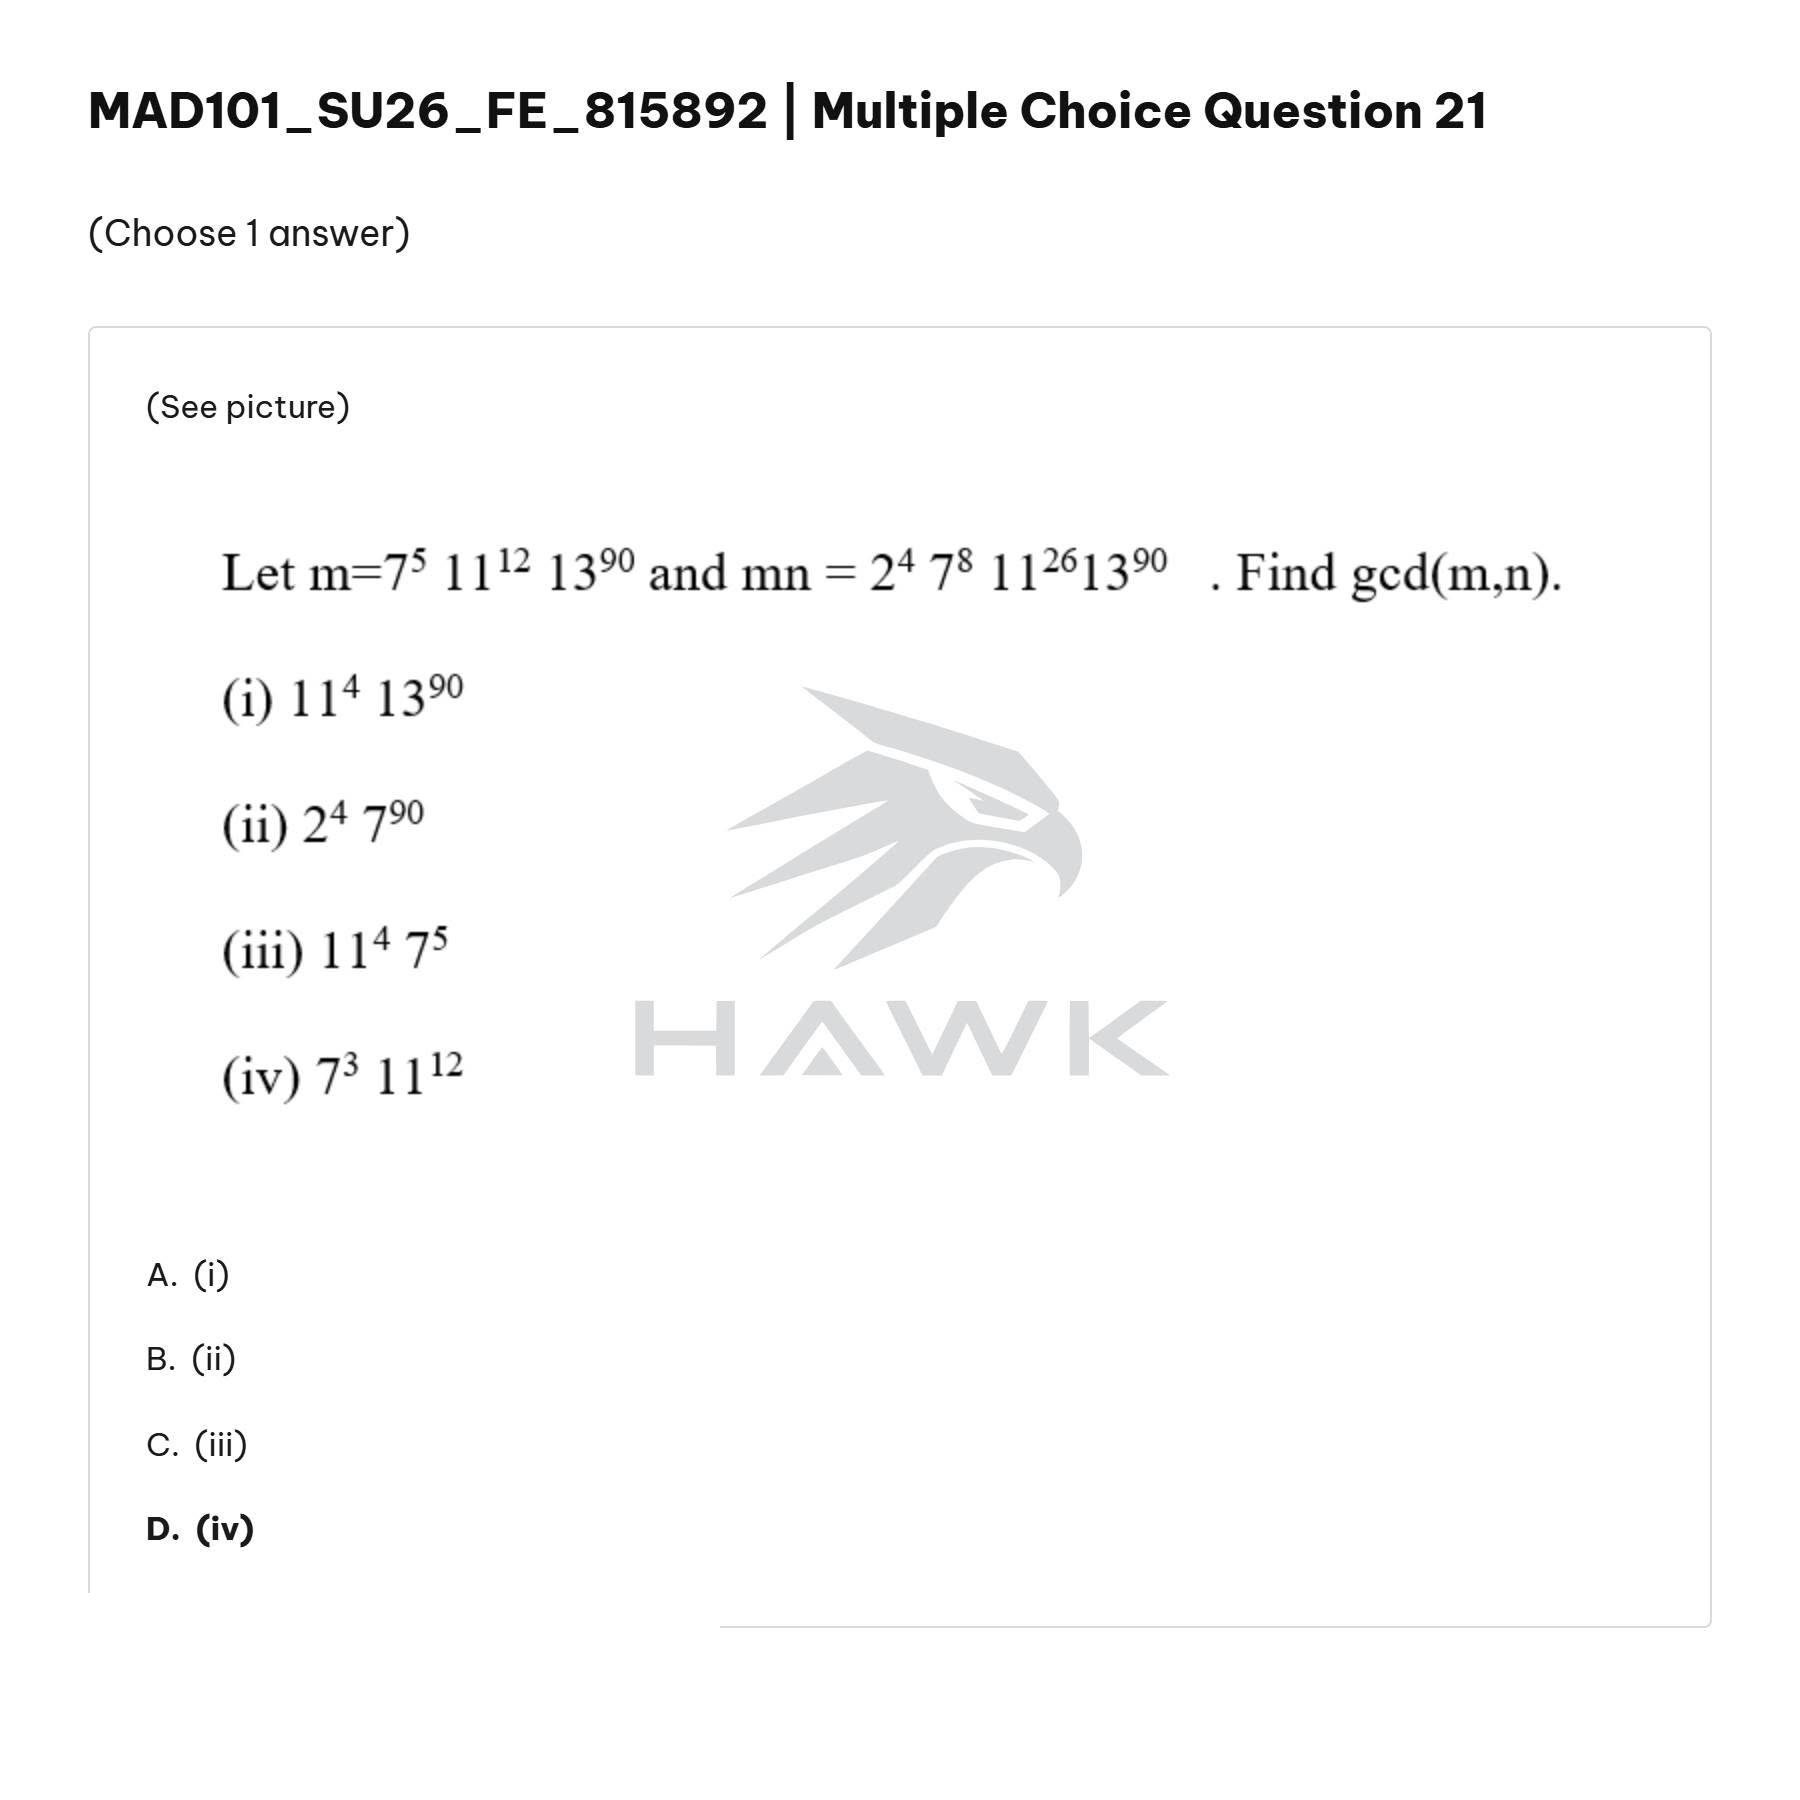 MAD101_SU26_FE_815892 | Multiple Choice Question 21
(Choose 1 answer)
(See picture)
Let m=7⁵ 11¹² 13⁹⁰ and mn = 2⁴ 7⁸ 11²⁶13⁹⁰ . Find gcd(m,n).
(i) 11⁴ 13⁹⁰
(ii) 2⁴ 7⁹⁰
(iii) 11⁴ 7⁵
(iv) 7³ 11¹²
HAWK
A. (i)
B. (ii)
C. (iii)
D. (iv)